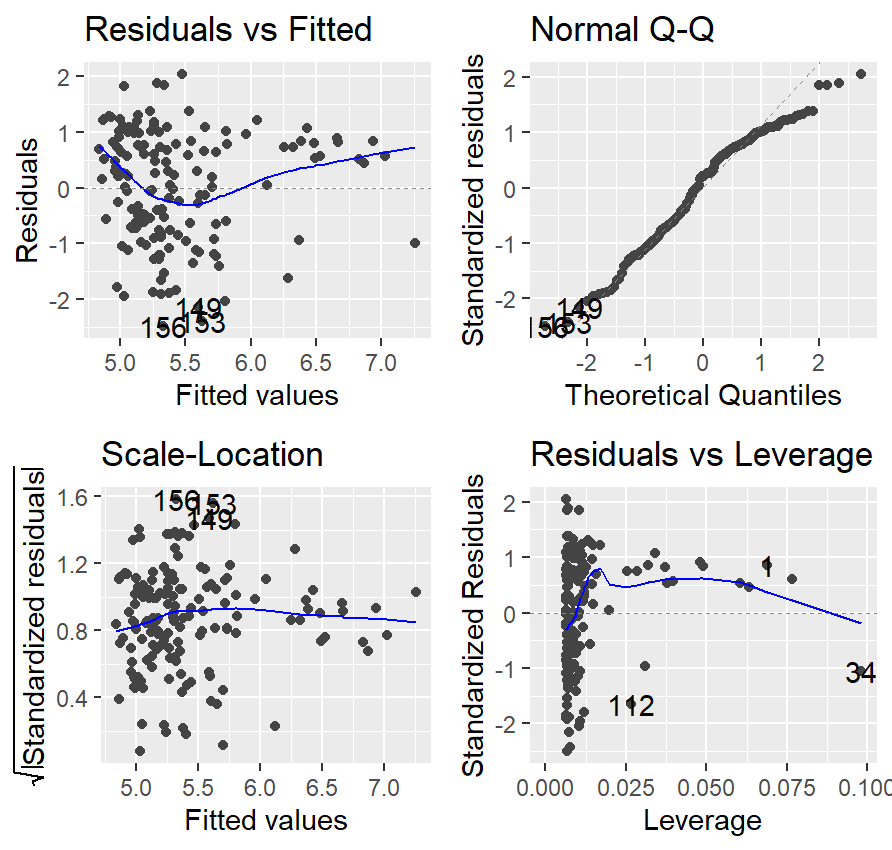 Residuals vs Fitted
Residuals
2
1
0
-1
-2
149
153
156
5.0 5.5 6.0 6.5 7.0
Fitted values
Normal Q-Q
Standardized residuals
2
1
0
-1
-2
149
153
156
-2 -1 0 1 2
Theoretical Quantiles
Scale-Location
√|Standardized residuals|
1.6
1.2
0.8
0.4
156
153
149
5.0 5.5 6.0 6.5 7.0
Fitted values
Residuals vs Leverage
Standardized Residuals
2
1
0
-1
-2
1
34
112
0.000 0.025 0.050 0.075 0.100
Leverage